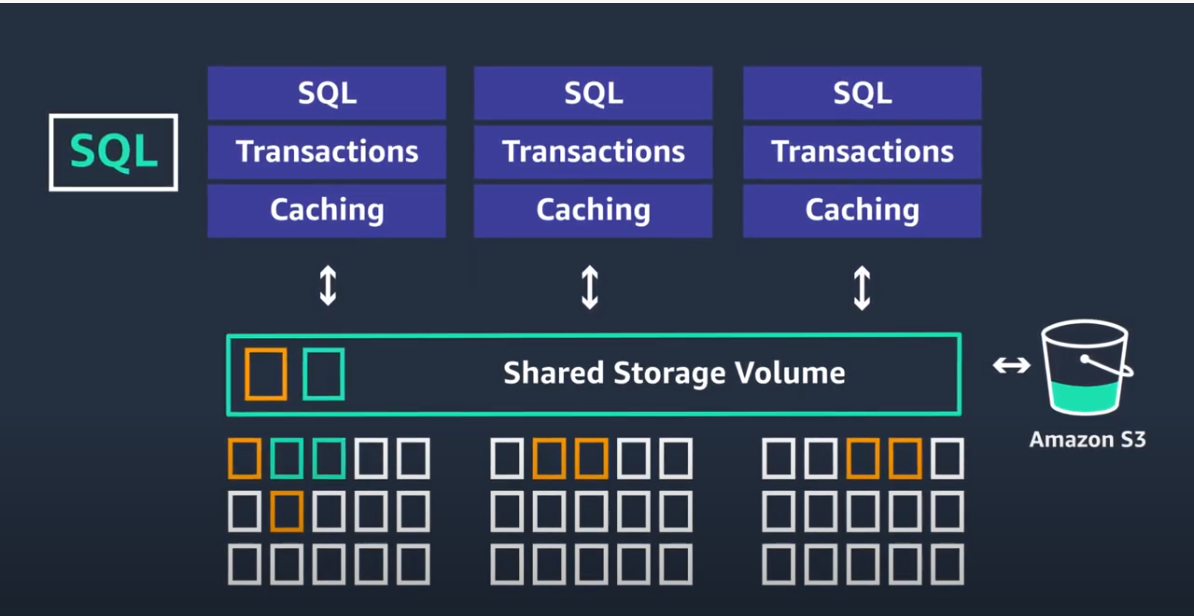 SQL
SQL
SQL
SQL
Transactions
Transactions
Transactions
Caching
Caching
Caching
Shared Storage Volume
Amazon S3